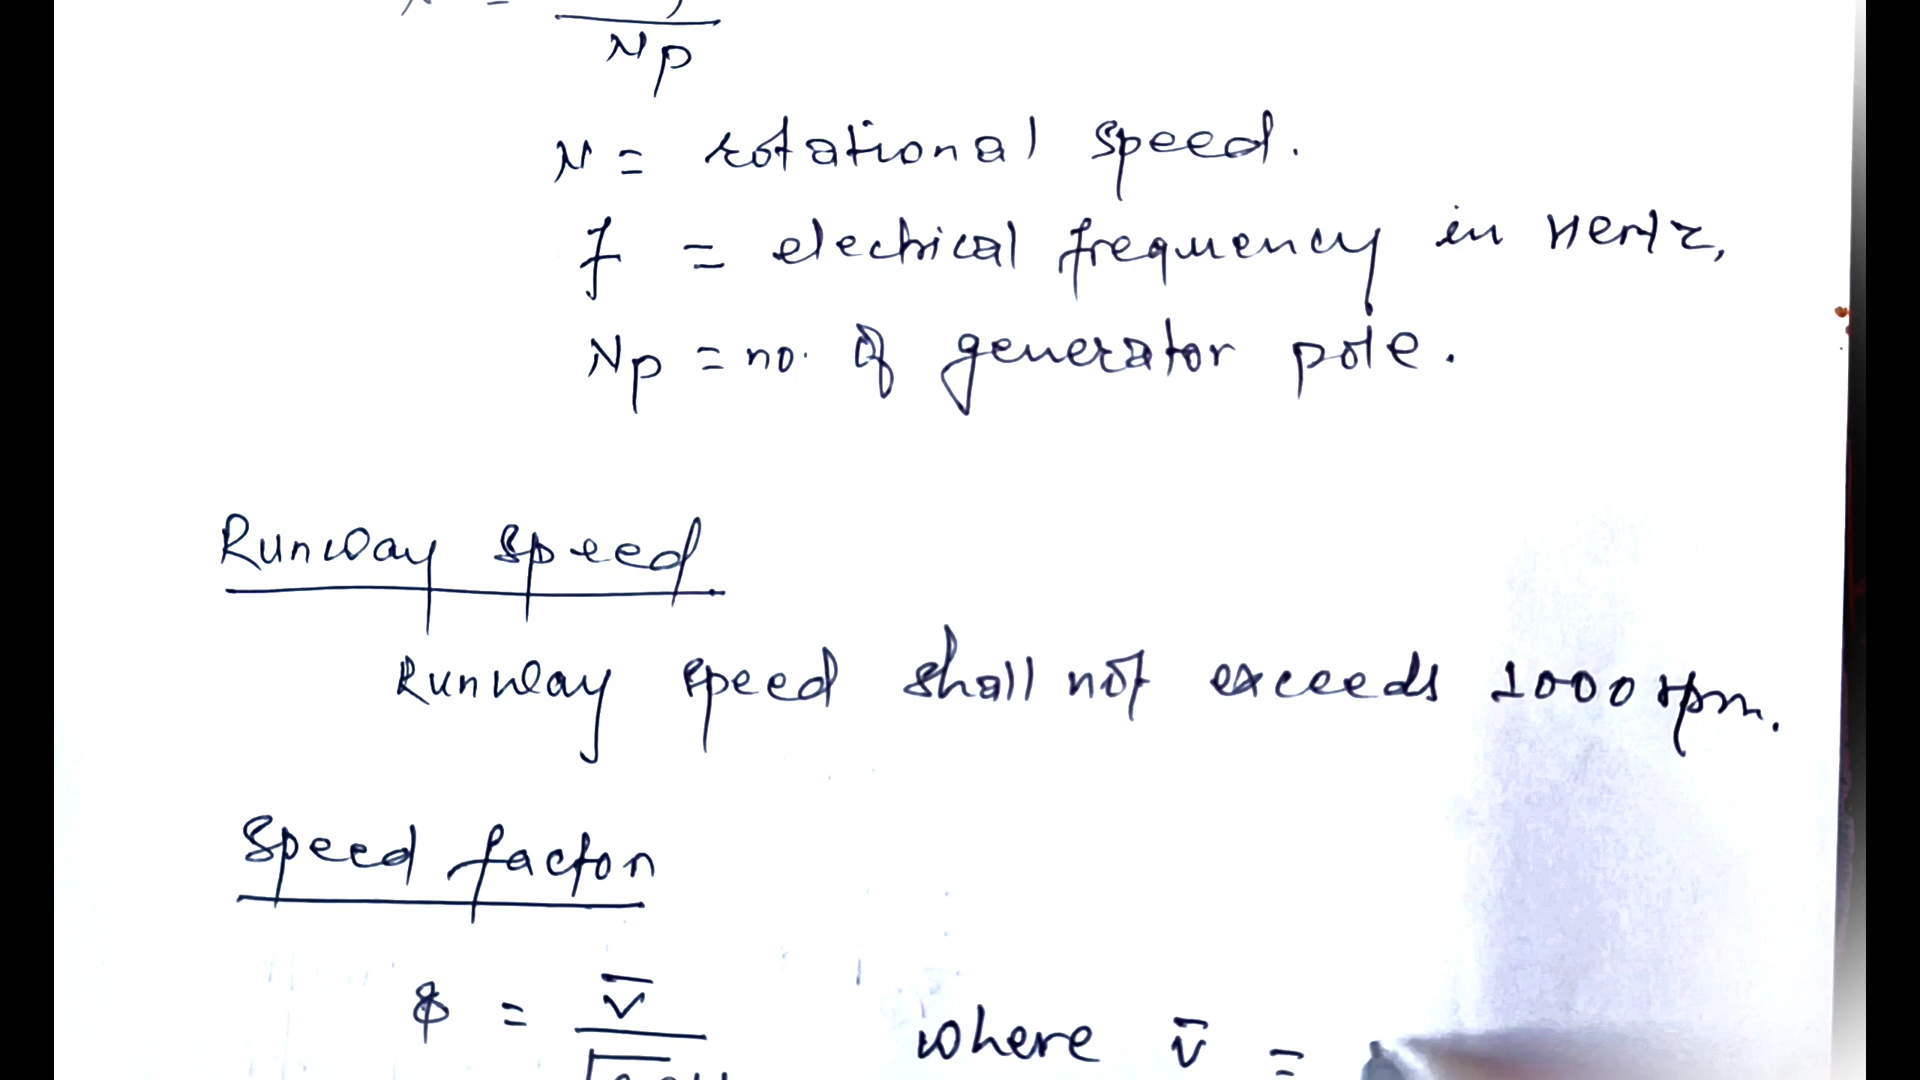 Np
N = rotational speed.
f = electrical frequency in Hertz,
Np = no. of generator pole.
Runway speed
Runway speed shall not exceeds 1000 rpm.
Speed factor
ϕ = v̄ / √ where v̄ =